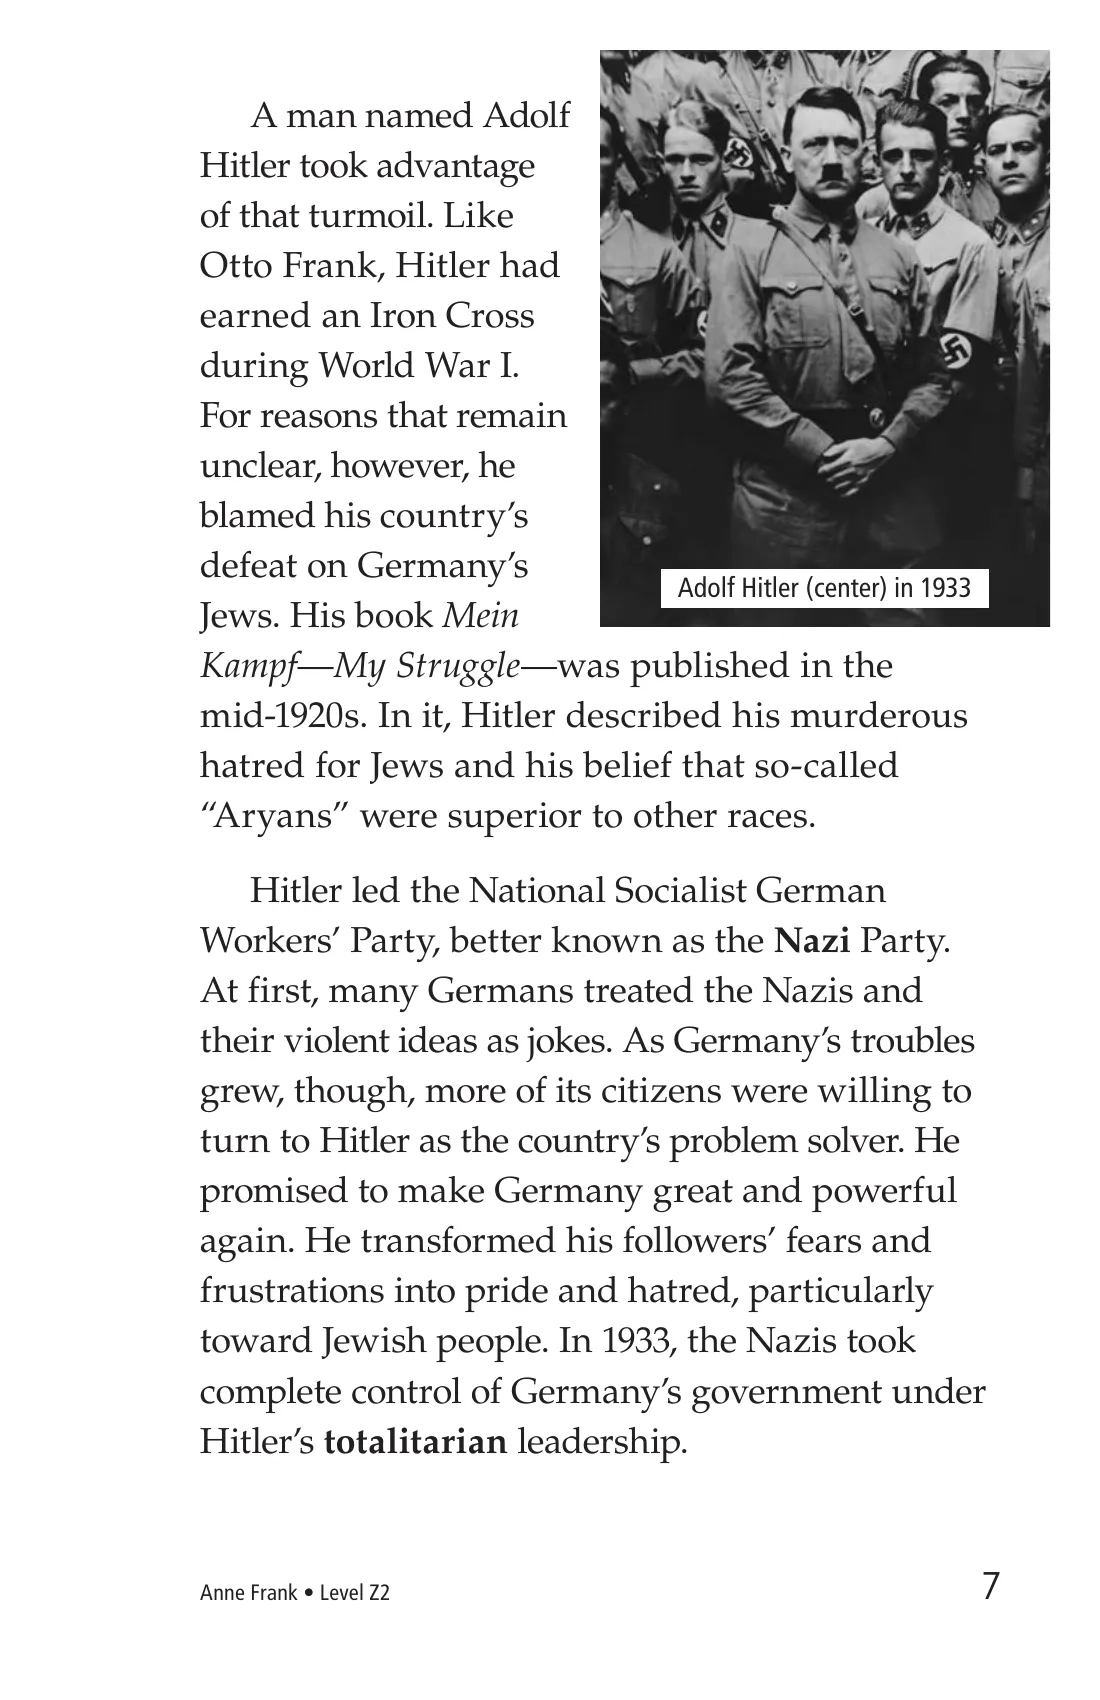 A man named Adolf
Hitler took advantage
of that turmoil. Like
Otto Frank, Hitler had
earned an Iron Cross
during World War I.
For reasons that remain
unclear, however, he
blamed his country’s
defeat on Germany’s
Jews. His book Mein
Kampf—My Struggle—was published in the
mid-1920s. In it, Hitler described his murderous
hatred for Jews and his belief that so-called
“Aryans” were superior to other races.
Adolf Hitler (center) in 1933
Hitler led the National Socialist German
Workers’ Party, better known as the Nazi Party.
At first, many Germans treated the Nazis and
their violent ideas as jokes. As Germany’s troubles
grew, though, more of its citizens were willing to
turn to Hitler as the country’s problem solver. He
promised to make Germany great and powerful
again. He transformed his followers’ fears and
frustrations into pride and hatred, particularly
toward Jewish people. In 1933, the Nazis took
complete control of Germany’s government under
Hitler’s totalitarian leadership.
Anne Frank • Level Z2
7